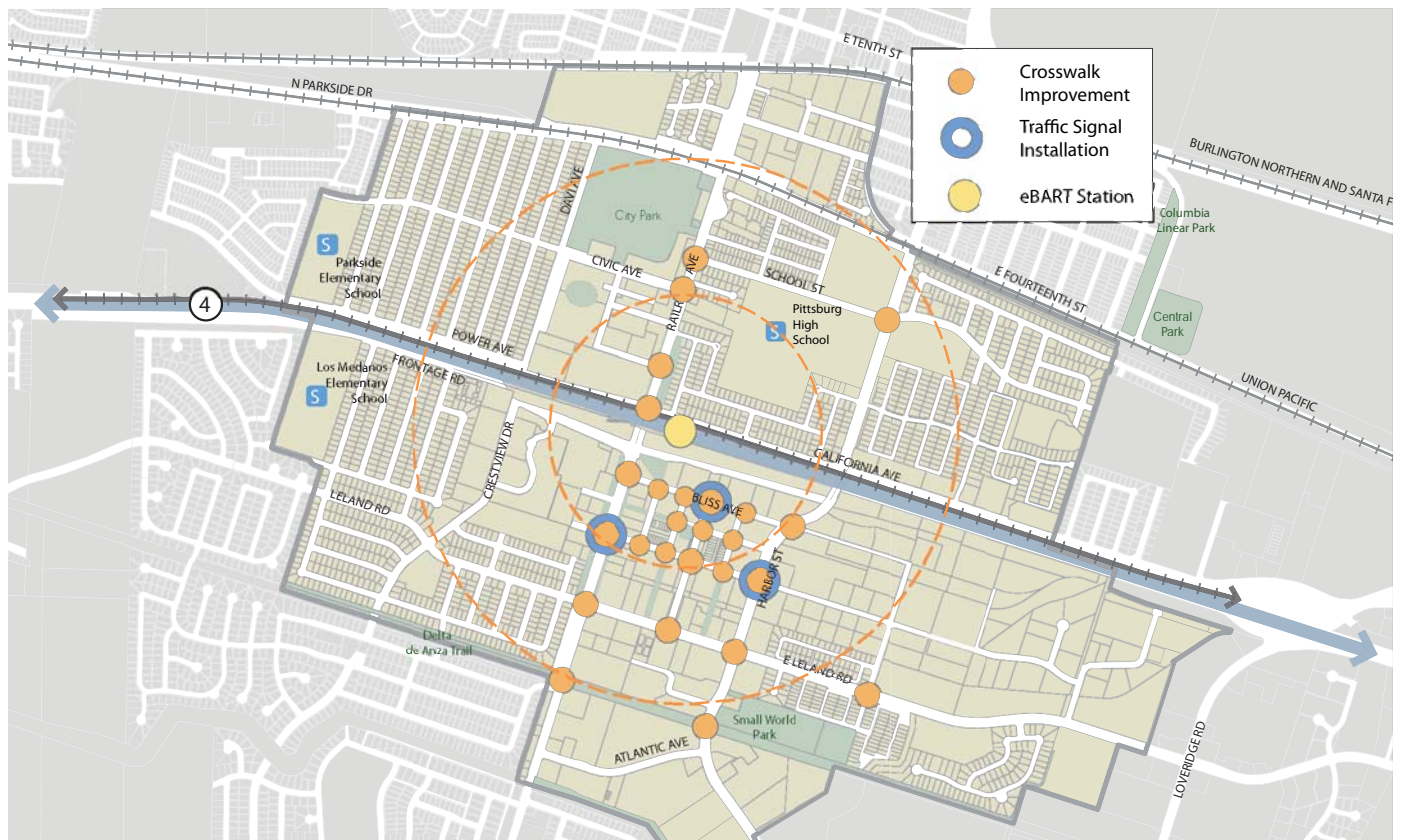 E TENTH ST
N PARKSIDE DR
Crosswalk
Improvement
Traffic Signal
Installation
eBART Station
BURLINGTON NORTHERN AND SANTA F
DAVI AVE
City Park
Columbia
Linear Park
S
Parkside
Elementary
School
CIVIC AVE
RAILR AVE
SCHOOL ST
E FOURTEENTH ST
4
S
Pittsburg
High
School
Central
Park
POWER AVE
FRONTAGE RD
Los Medanos
Elementary
School
S
UNION PACIFIC
CRESTVIEW DR
CALIFORNIA AVE
LELAND RD
BLISS AVE
HARBOR ST
Delta
de Anza Trail
E LELAND RD
Small World
Park
ATLANTIC AVE
LOVERIDGE RD